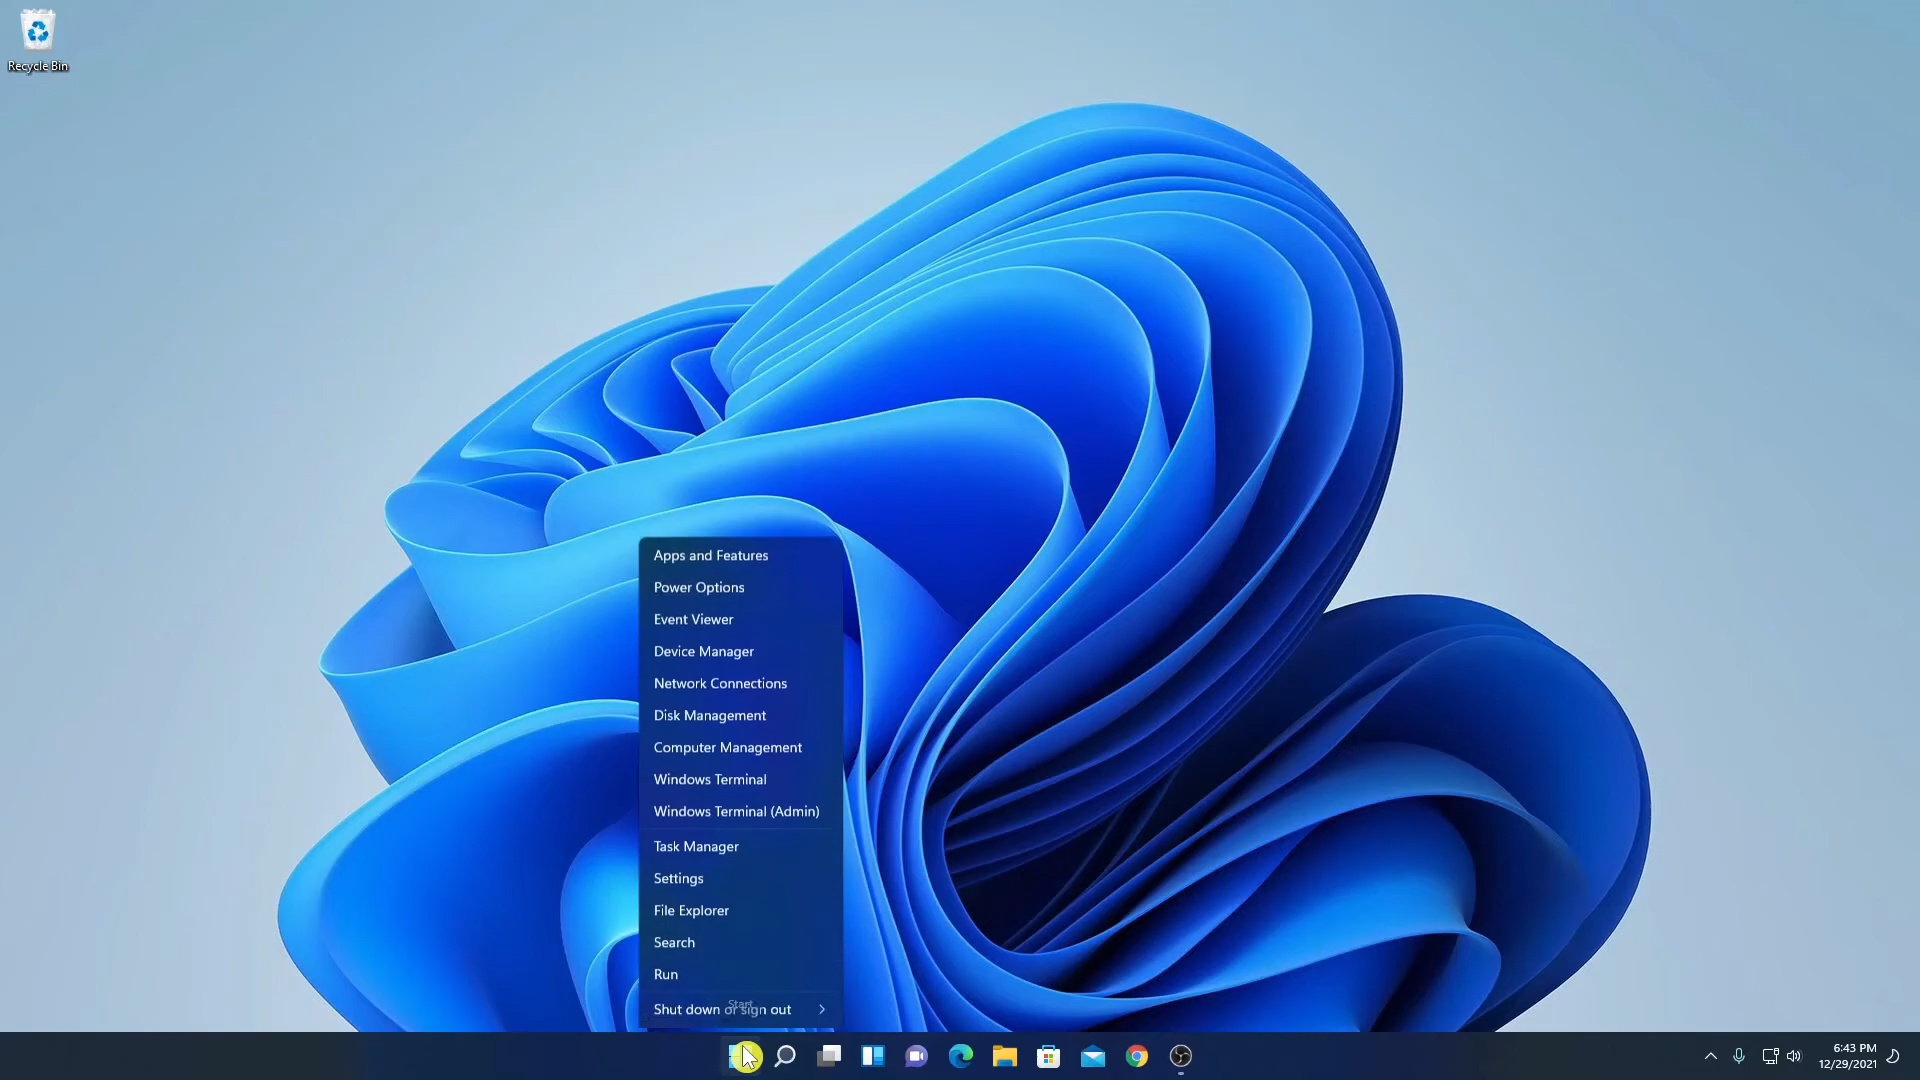 Recycle Bin
Apps and Features
Power Options
Event Viewer
Device Manager
Network Connections
Disk Management
Computer Management
Windows Terminal
Windows Terminal (Admin)
Task Manager
Settings
File Explorer
Search
Run
Start
Shut down or sign out
6:43 PM
12/29/2021